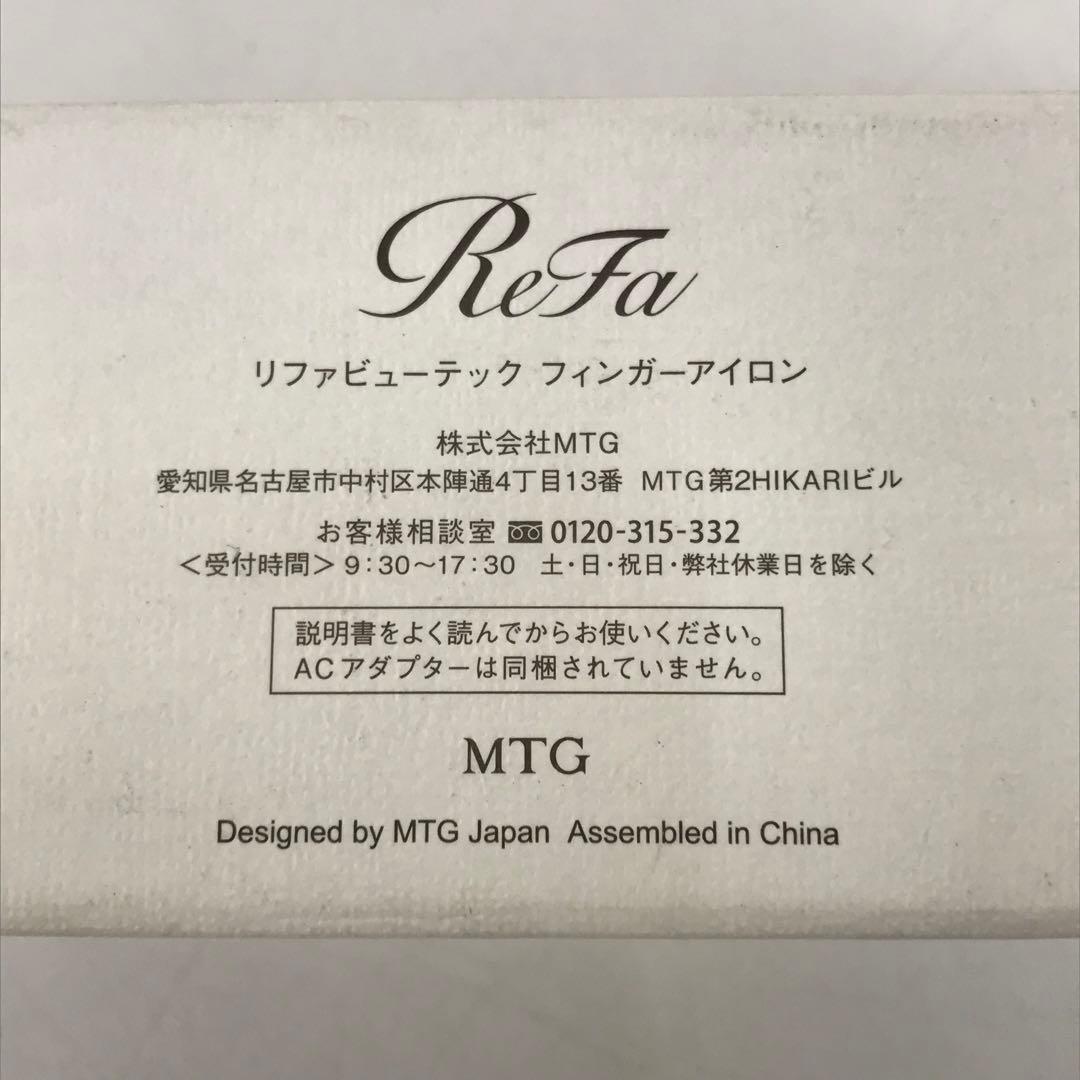 ReFa
リファビューテック フィンガーアイロン
株式会社MTG
愛知県名古屋市中村区本陣通4丁目13番 MTG第2HIKARIビル
お客様相談室 0120-315-332
＜受付時間＞9：30～17：30 土・日・祝日・弊社休業日を除く
説明書をよく読んでからお使いください。
ACアダプターは同梱されていません。
MTG
Designed by MTG Japan Assembled in China